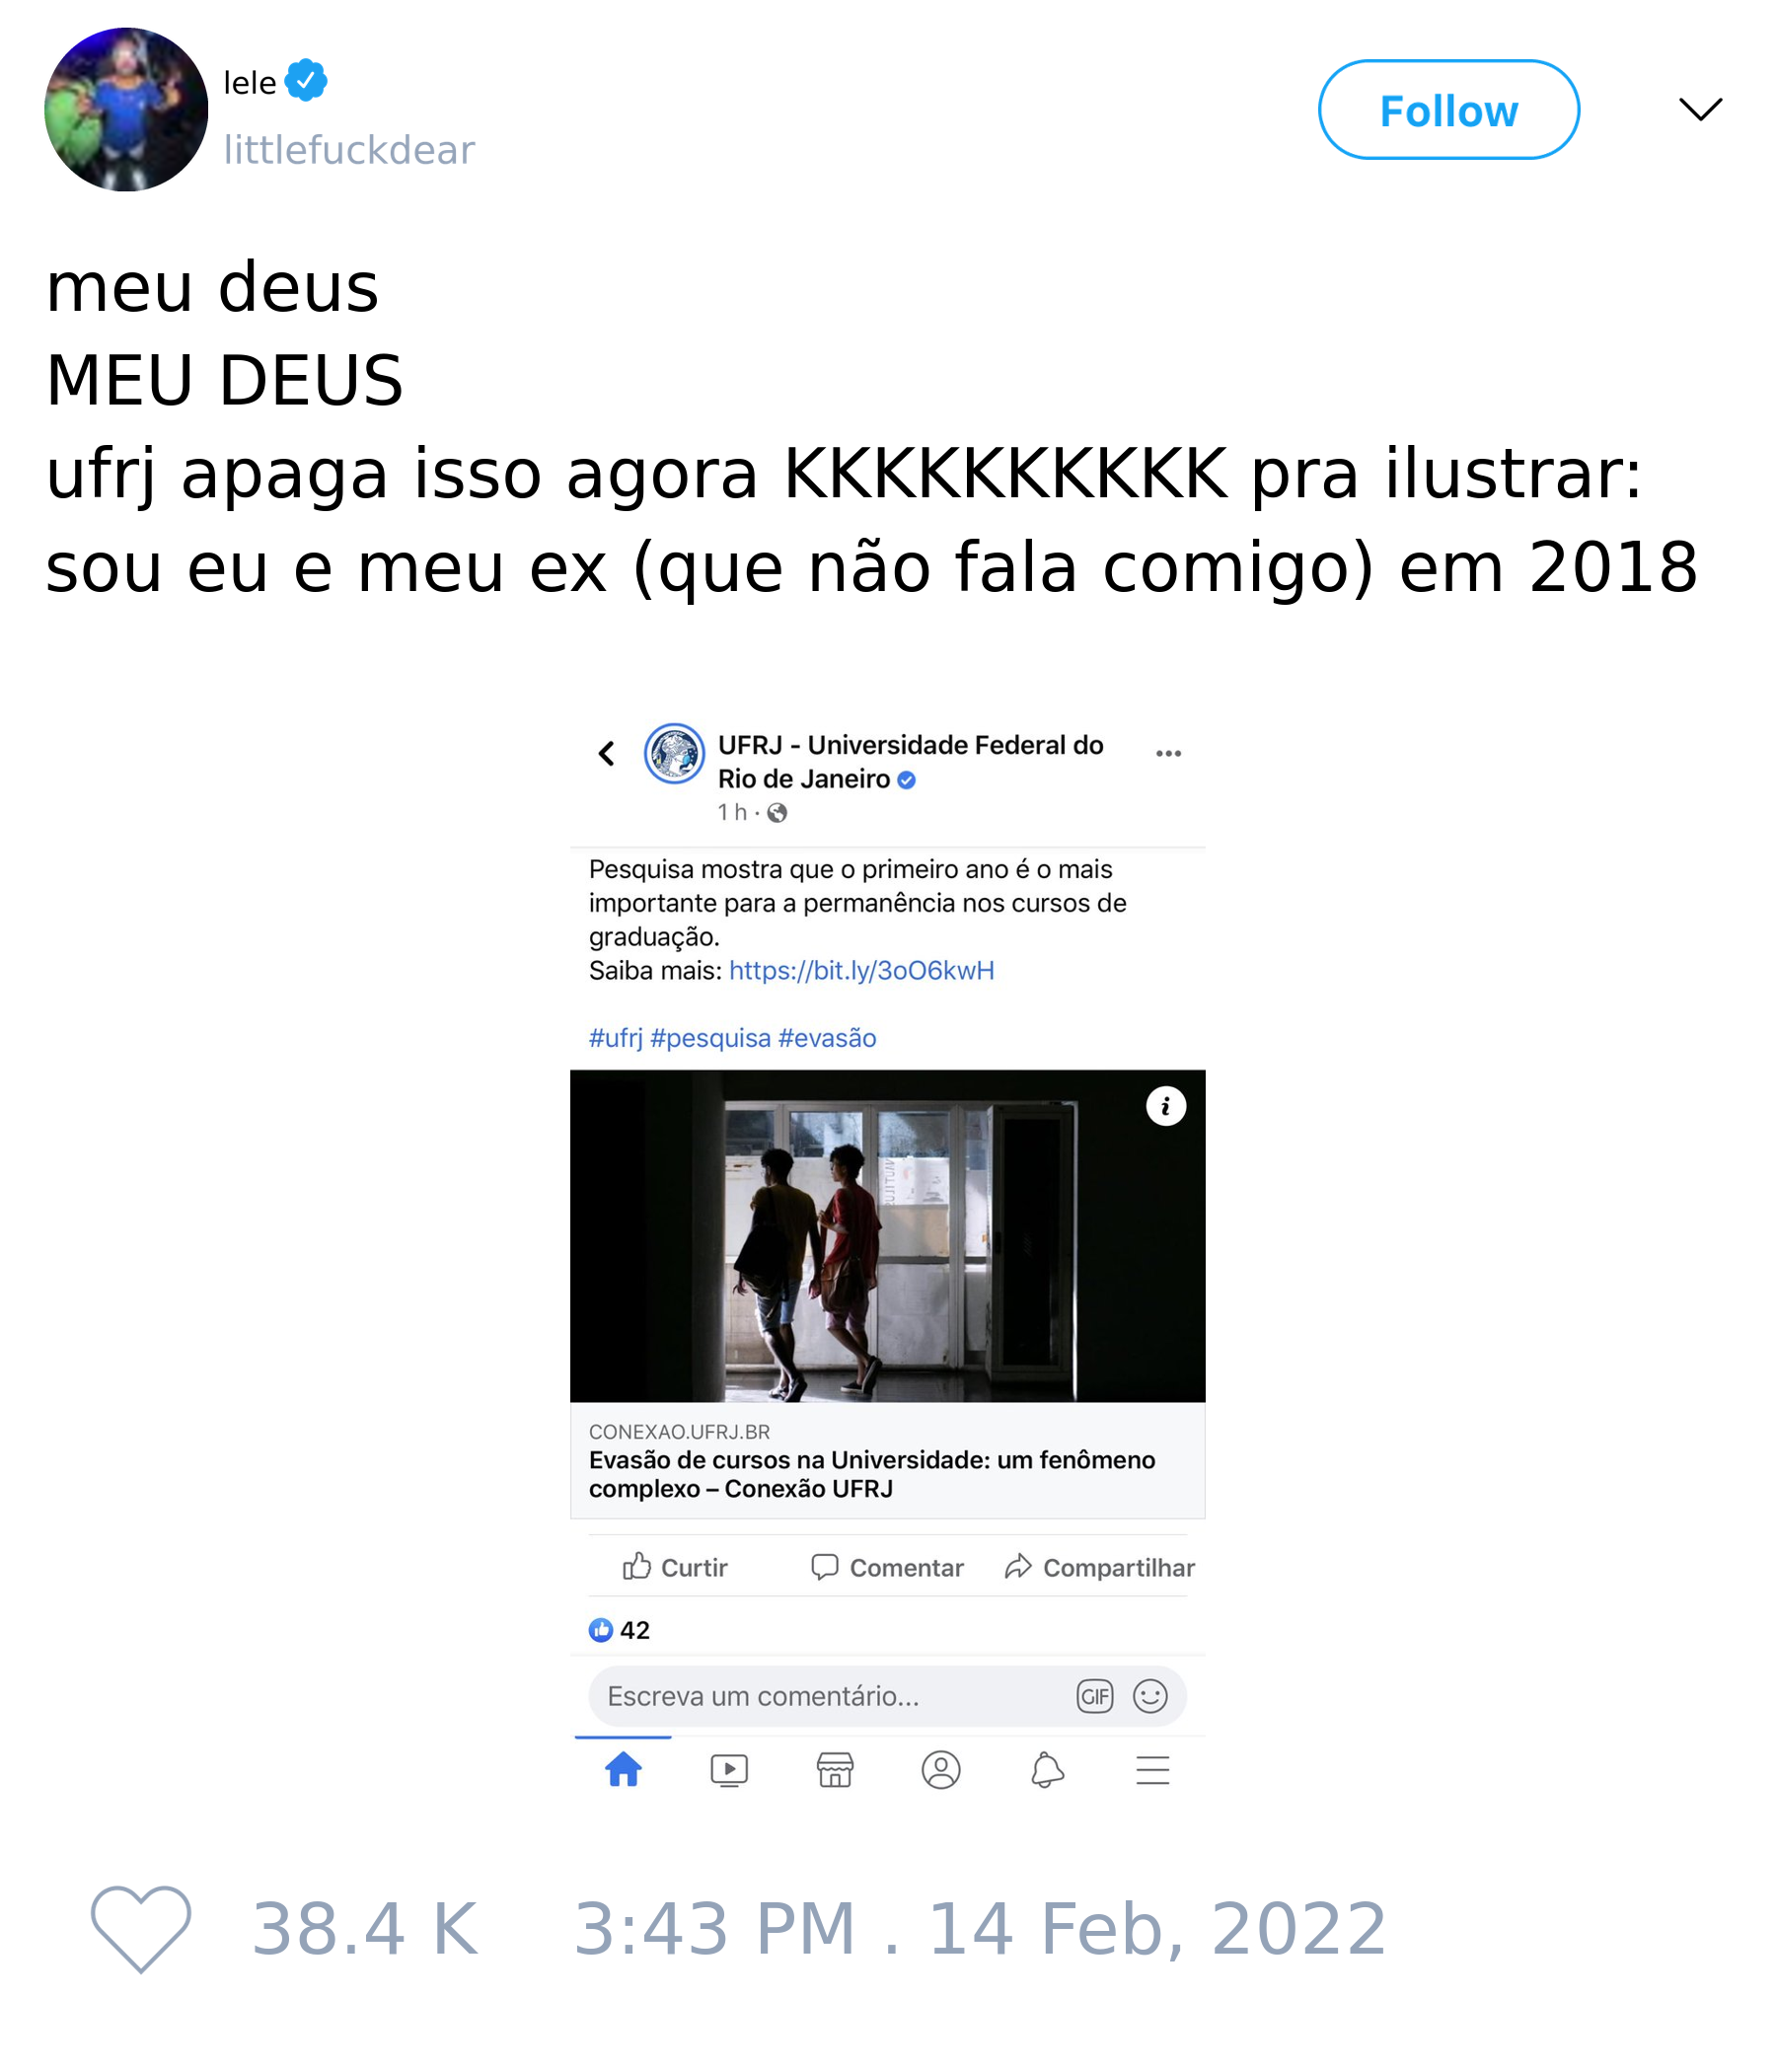 lele
littlefuckdear
Follow
meu deus
MEU DEUS
ufrj apaga isso agora KKKKKKKKKK pra ilustrar:
sou eu e meu ex (que não fala comigo) em 2018
UFRJ - Universidade Federal do
Rio de Janeiro
1 h ·
Pesquisa mostra que o primeiro ano é o mais
importante para a permanência nos cursos de
graduação.
Saiba mais: https://bit.ly/3oO6kwH
#ufrj #pesquisa #evasão
CONEXAO.UFRJ.BR
Evasão de cursos na Universidade: um fenômeno
complexo – Conexão UFRJ
Curtir Comentar Compartilhar
42
Escreva um comentário... GIF
38.4 K 3:43 PM . 14 Feb, 2022